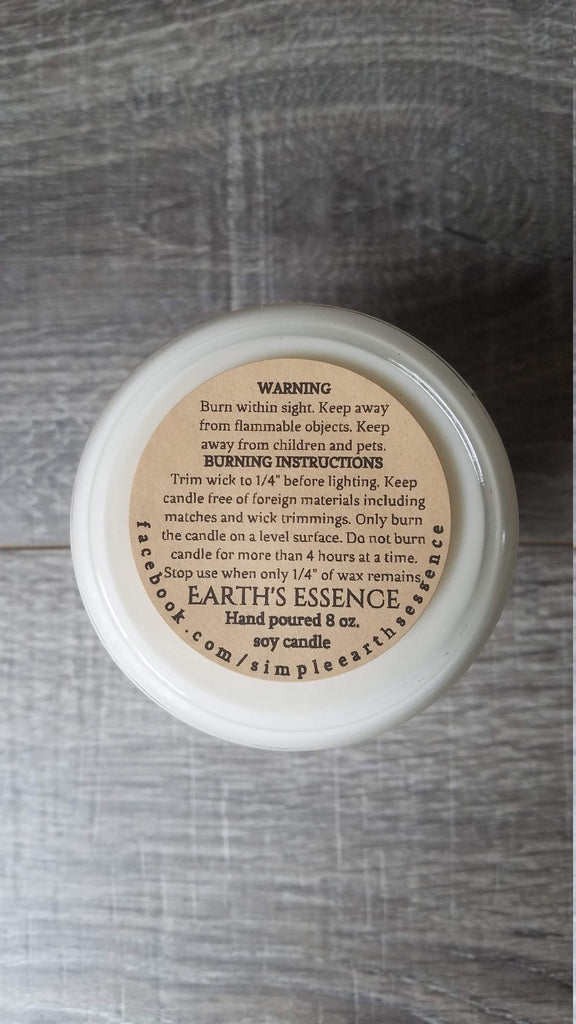 WARNING
Burn within sight. Keep away
from flammable objects. Keep
away from children and pets.
BURNING INSTRUCTIONS
Trim wick to 1/4" before lighting. Keep
candle free of foreign materials including
matches and wick trimmings. Only burn
the candle on a level surface. Do not burn
candle for more than 4 hours at a time.
Stop use when only 1/4" of wax remains.
EARTH'S ESSENCE
Hand poured 8 oz.
soy candle
facebook.com/simpleearthsessence